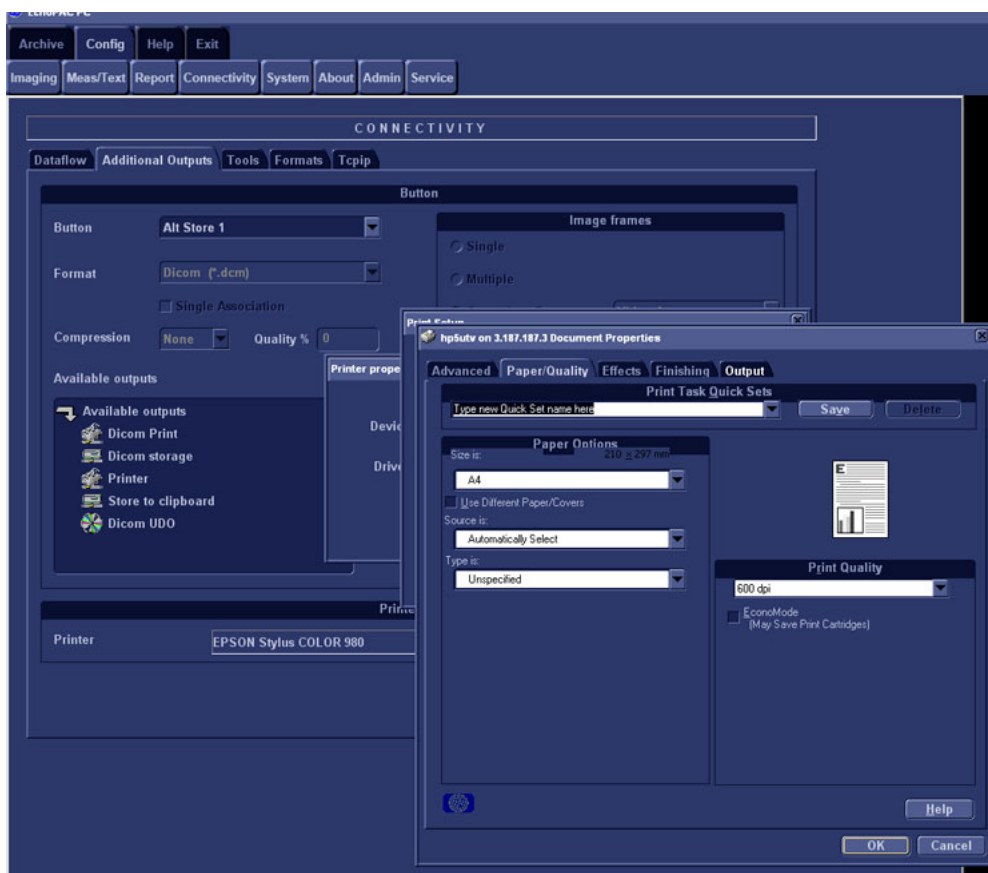 EchoPAC PC
Archive Config Help Exit
Imaging Meas/Text Report Connectivity System About Admin Service
CONNECTIVITY
Dataflow Additional Outputs Tools Formats Tcpip
Button
Button Alt Store 1
Format Dicom (*.dcm)
Single Association
Compression None Quality % 0
Image frames
Single
Multiple
Available outputs
Available outputs
Dicom Print
Dicom storage
Printer
Store to clipboard
Dicom UDO
Printer EPSON Stylus COLOR 980
Printer prope
Devic
Driv
Print Setup
hp5utv on 3.187.187.3 Document Properties
Advanced Paper/Quality Effects Finishing Output
Print Task Quick Sets
Type new Quick Set name here Save Delete
Paper Options
Size is: 210 × 297 mm
A4
Use Different Paper/Covers
Source is:
Automatically Select
Type is:
Unspecified
E
Print Quality
600 dpi
EconoMode
(May Save Print Cartridges)
Help
OK Cancel